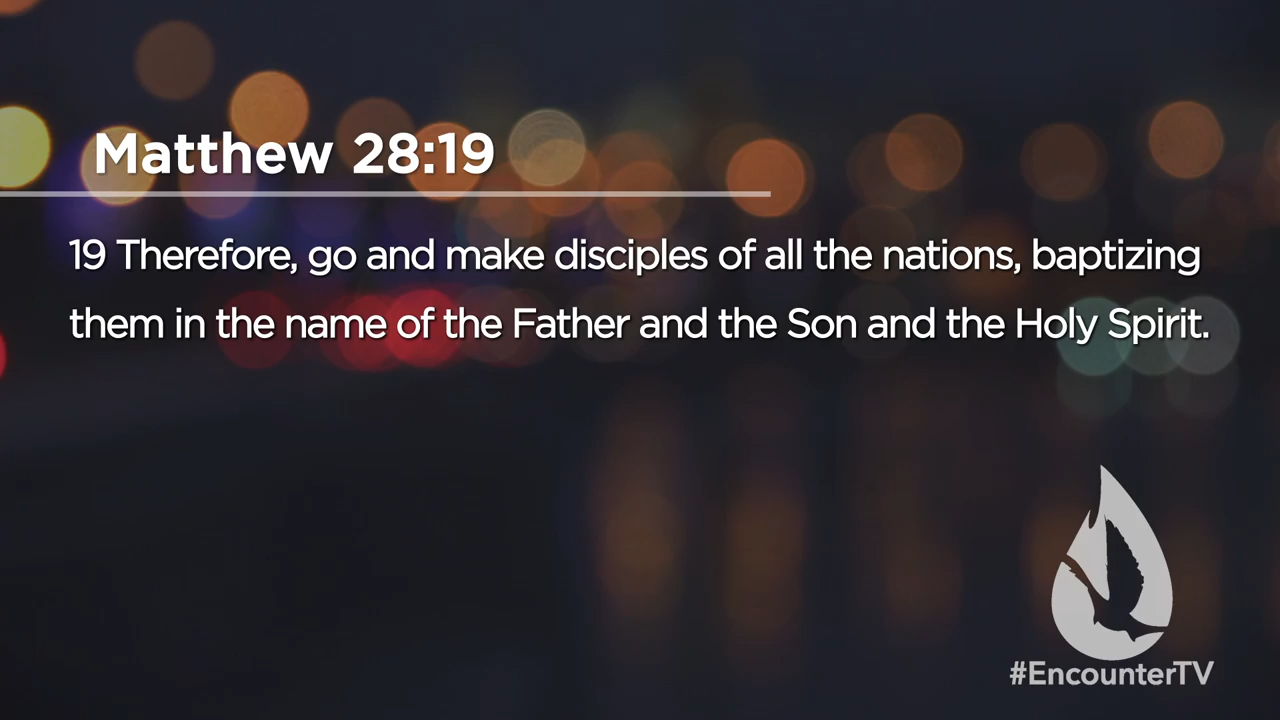 Matthew 28:19
19 Therefore, go and make disciples of all the nations, baptizing
them in the name of the Father and the Son and the Holy Spirit.
#EncounterTV